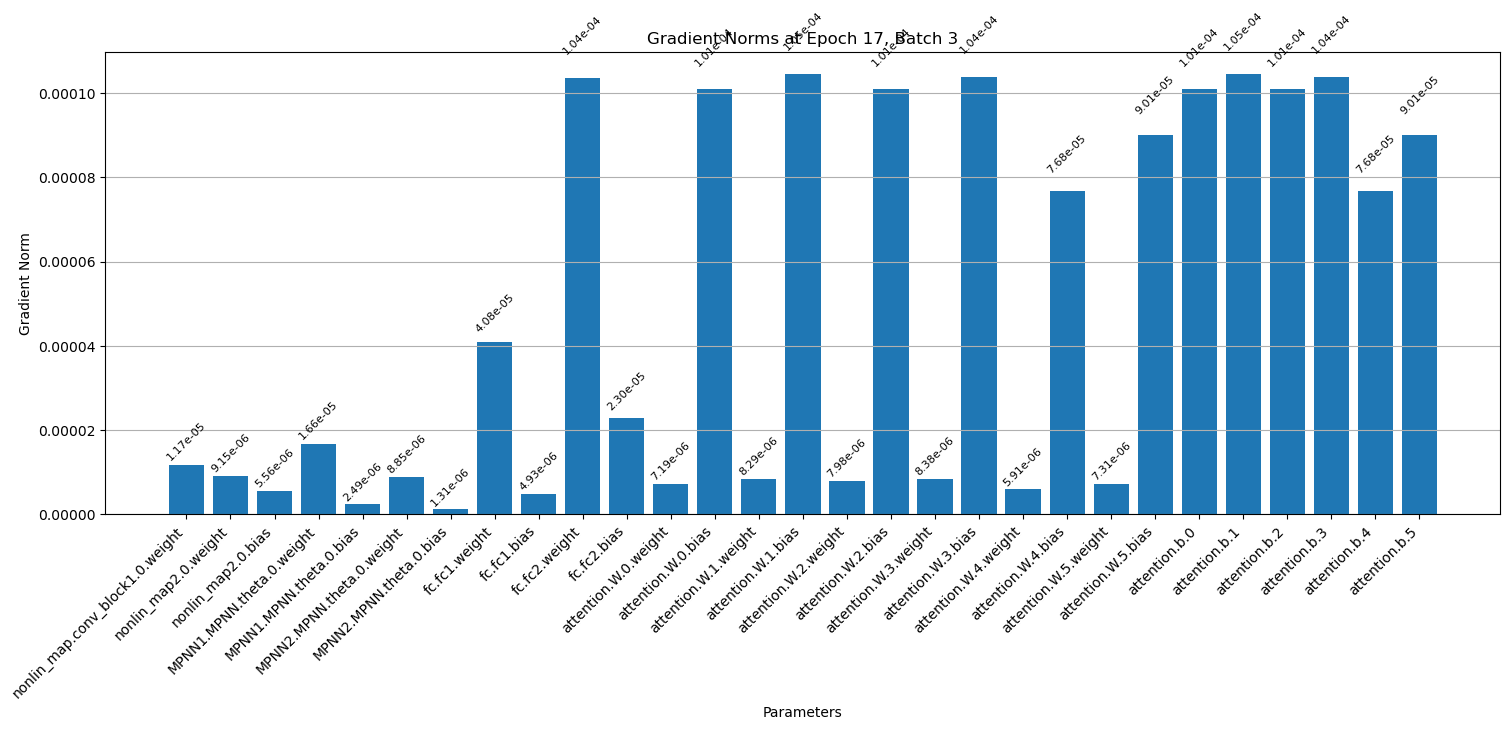 Gradient Norms at Epoch 17, Batch 3
Gradient Norm
0.00010
0.00008
0.00006
0.00004
0.00002
0.00000
1.17e-05
9.15e-06
5.56e-06
1.66e-05
2.49e-06
8.85e-06
1.31e-06
4.08e-05
4.93e-06
1.04e-04
2.30e-05
7.19e-06
1.01e-04
8.29e-06
1.05e-04
7.98e-06
1.01e-04
8.38e-06
1.04e-04
5.91e-06
7.68e-05
7.31e-06
9.01e-05
1.01e-04
1.05e-04
1.01e-04
1.04e-04
7.68e-05
9.01e-05
nonlin_map.conv_block1.0.weight
nonlin_map2.0.weight
nonlin_map2.0.bias
MPNN1.MPNN.theta.0.weight
MPNN1.MPNN.theta.0.bias
MPNN2.MPNN.theta.0.weight
MPNN2.MPNN.theta.0.bias
fc.fc1.weight
fc.fc1.bias
fc.fc2.weight
fc.fc2.bias
attention.W.0.weight
attention.W.0.bias
attention.W.1.weight
attention.W.1.bias
attention.W.2.weight
attention.W.2.bias
attention.W.3.weight
attention.W.3.bias
attention.W.4.weight
attention.W.4.bias
attention.W.5.weight
attention.W.5.bias
attention.b.0
attention.b.1
attention.b.2
attention.b.3
attention.b.4
attention.b.5
Parameters